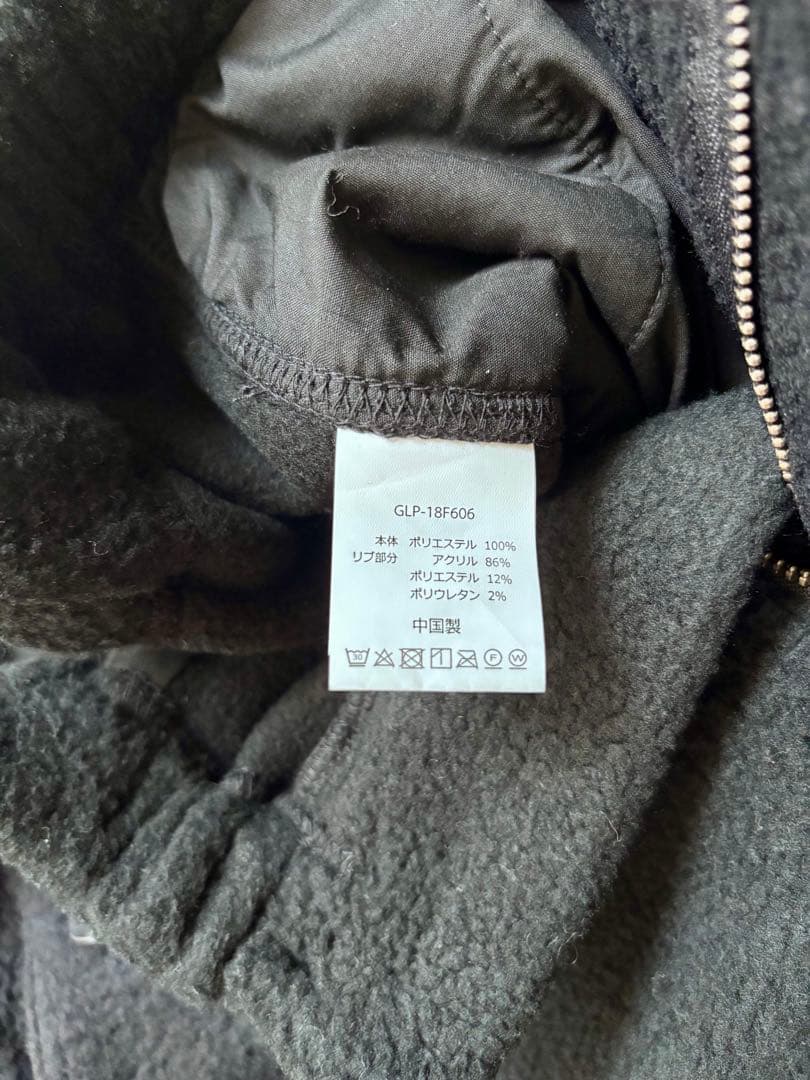 GLP-18F606
本体 ポリエステル 100%
リブ部分 アクリル 86%
ポリエステル 12%
ポリウレタン 2%
中国製
30 F W